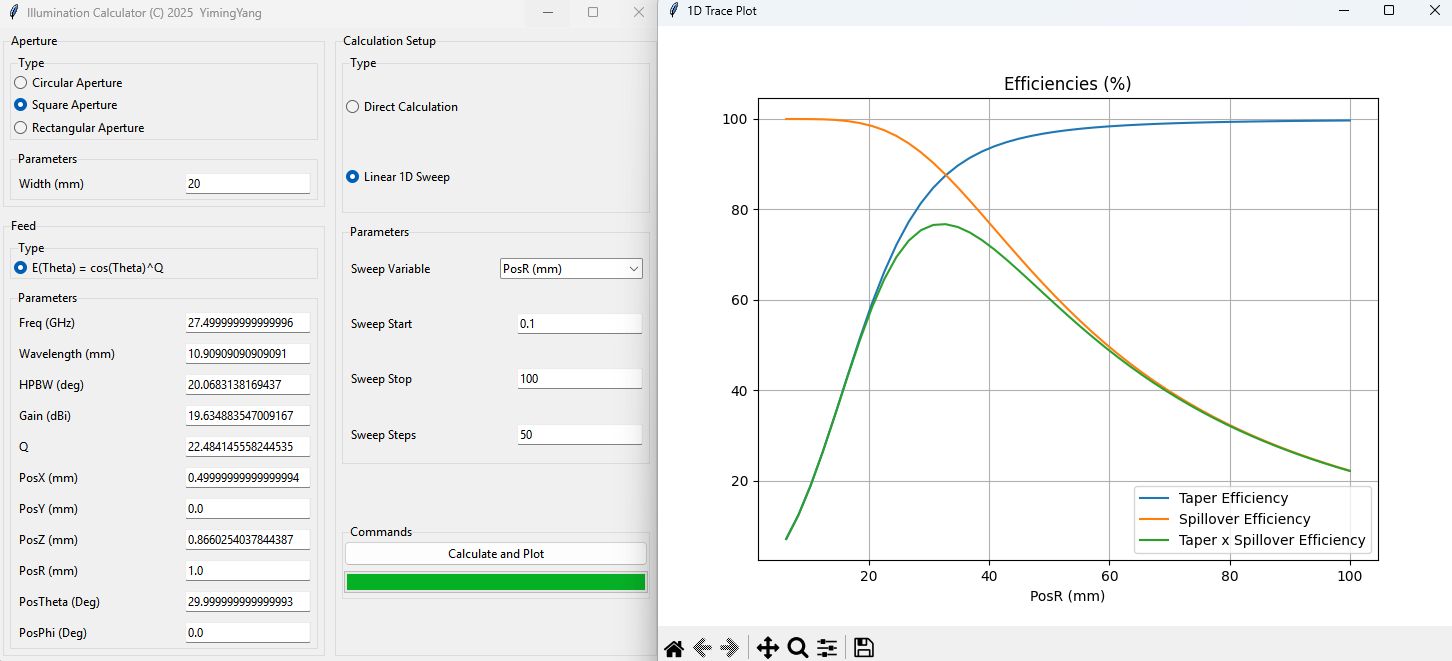 Illumination Calculator (C) 2025  YimingYang
Aperture
Type
Circular Aperture
Square Aperture
Rectangular Aperture
Parameters
Width (mm) 20
Feed
Type
E(Theta) = cos(Theta)^Q
Parameters
Freq (GHz) 27.499999999999996
Wavelength (mm) 10.90909090909091
HPBW (deg) 20.0683138169437
Gain (dBi) 19.634883547009167
Q 22.484145558244535
PosX (mm) 0.49999999999999994
PosY (mm) 0.0
PosZ (mm) 0.8660254037844387
PosR (mm) 1.0
PosTheta (Deg) 29.999999999999993
PosPhi (Deg) 0.0
Calculation Setup
Type
Direct Calculation
Linear 1D Sweep
Parameters
Sweep Variable PosR (mm)
Sweep Start 0.1
Sweep Stop 100
Sweep Steps 50
Commands
Calculate and Plot
1D Trace Plot
Efficiencies (%)
100
80
60
40
20
Taper Efficiency
Spillover Efficiency
Taper x Spillover Efficiency
20 40 60 80 100
PosR (mm)